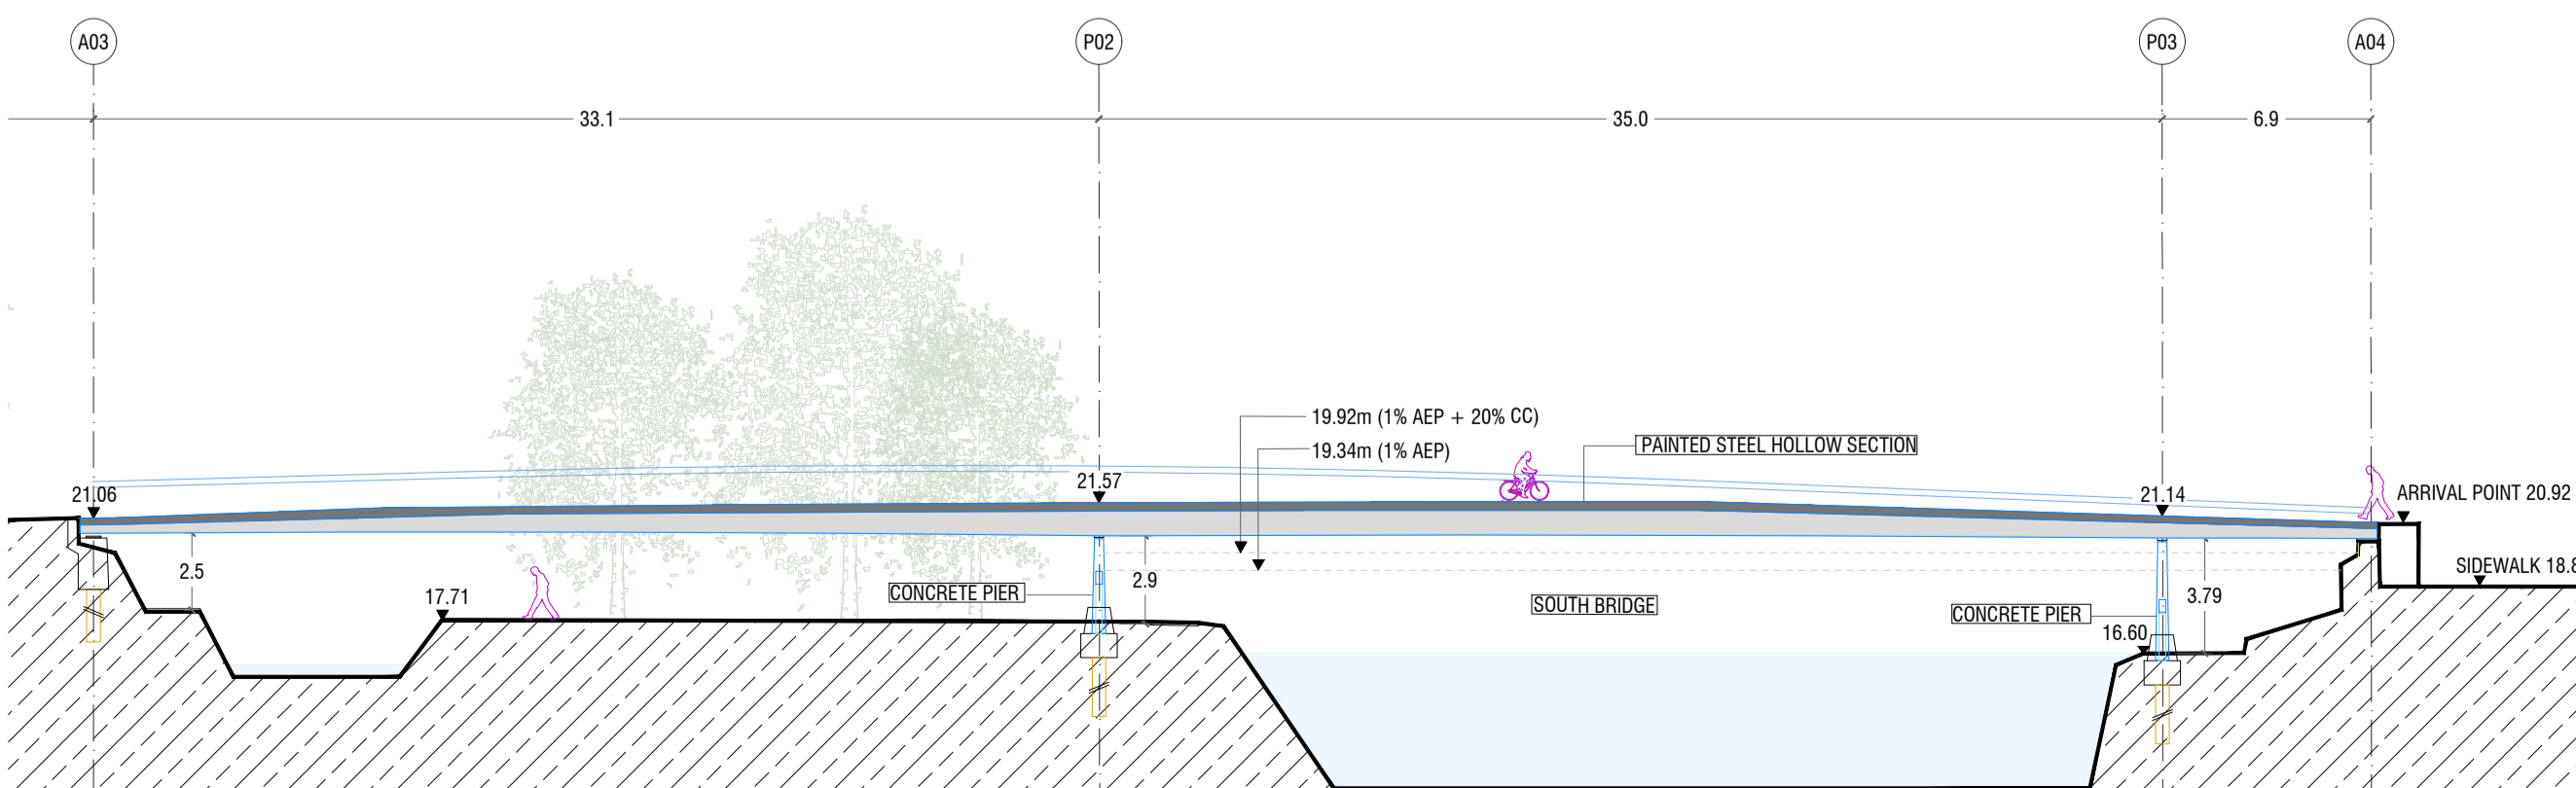 A03
P02
P03
A04
33.1
35.0
6.9
19.92m (1% AEP + 20% CC)
19.34m (1% AEP)
PAINTED STEEL HOLLOW SECTION
21.06
21.57
21.14
ARRIVAL POINT 20.92
2.5
17.71
CONCRETE PIER
2.9
SOUTH BRIDGE
CONCRETE PIER
3.79
SIDEWALK 18.8
16.60